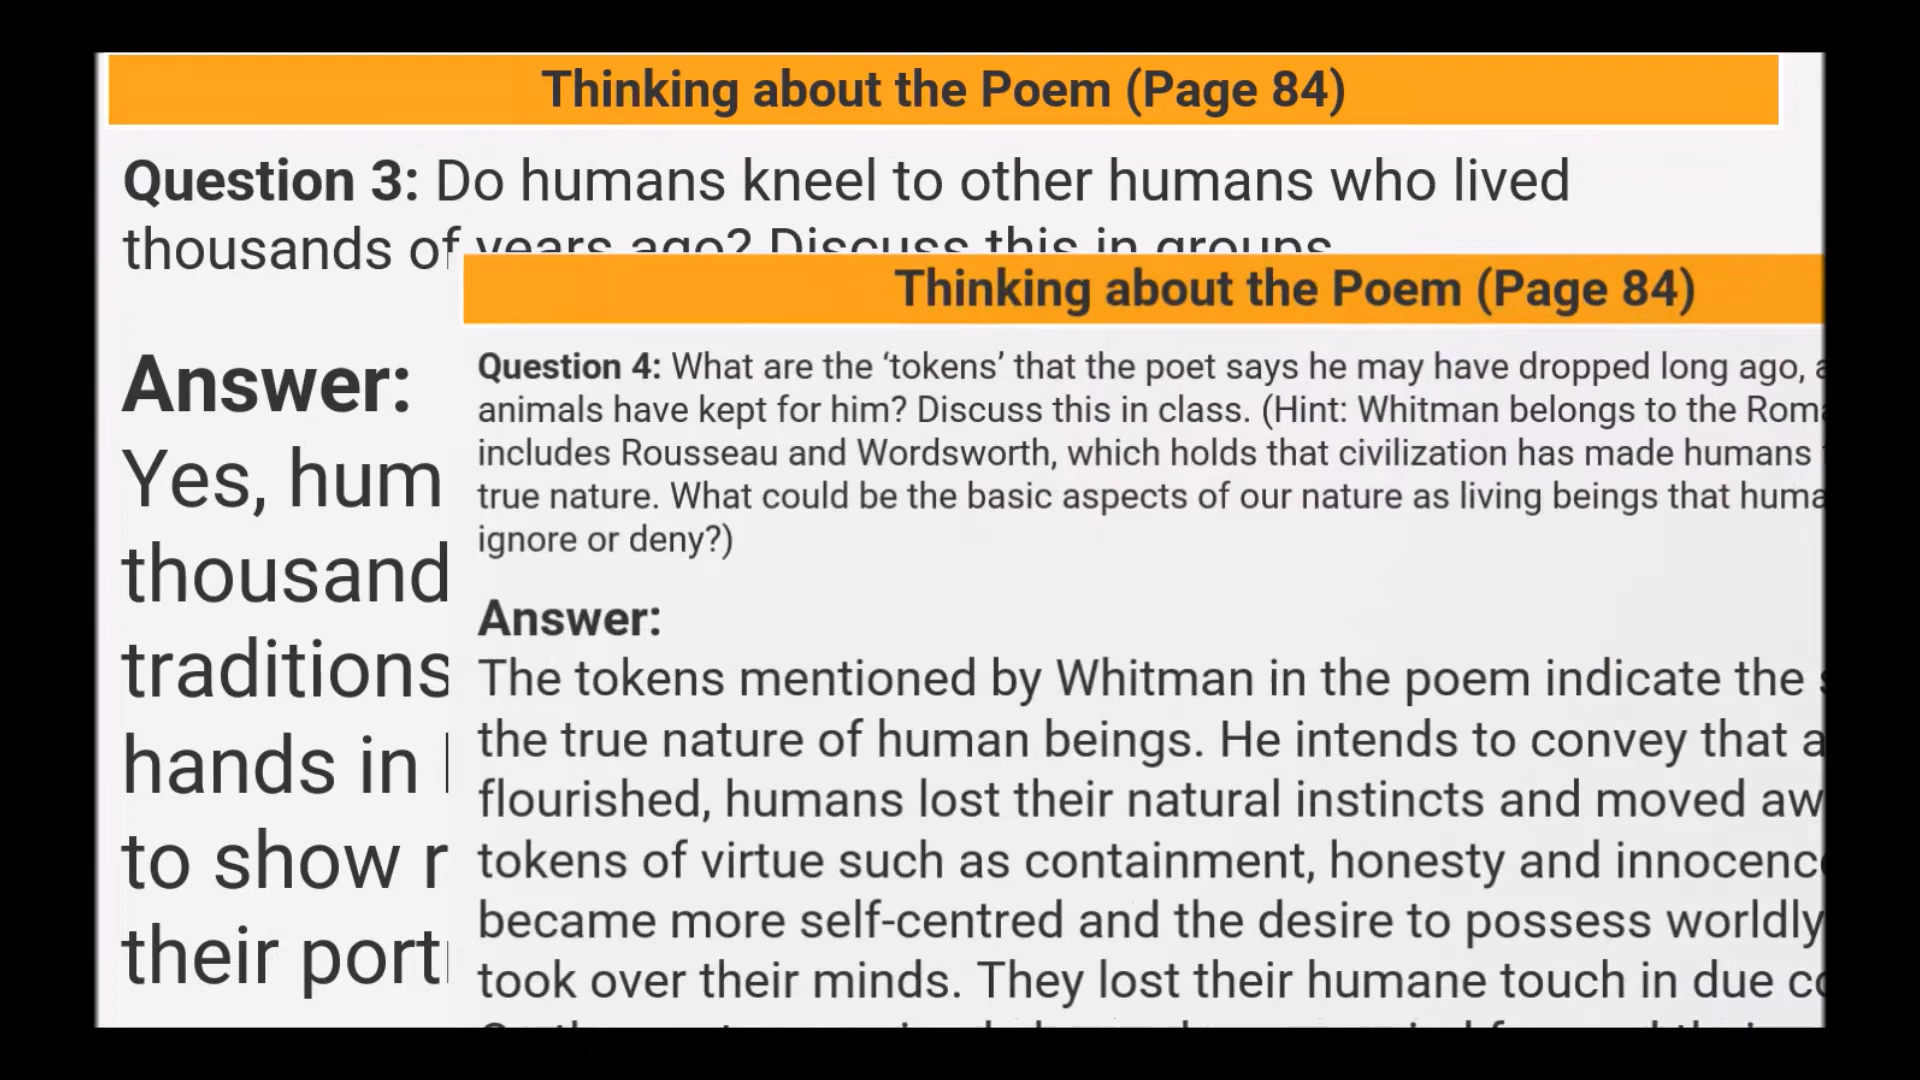 Thinking about the Poem (Page 84)
Question 3: Do humans kneel to other humans who lived
thousands of years ago? Discuss this in groups
Answer:
Yes, hum
thousand
traditions
hands in
to show r
their port
Thinking about the Poem (Page 84)
Question 4: What are the ‘tokens’ that the poet says he may have dropped long ago,
animals have kept for him? Discuss this in class. (Hint: Whitman belongs to the Rom
includes Rousseau and Wordsworth, which holds that civilization has made humans
true nature. What could be the basic aspects of our nature as living beings that huma
ignore or deny?)
Answer:
The tokens mentioned by Whitman in the poem indicate the
the true nature of human beings. He intends to convey that a
flourished, humans lost their natural instincts and moved aw
tokens of virtue such as containment, honesty and innocenc
became more self-centred and the desire to possess worldly
took over their minds. They lost their humane touch in due co